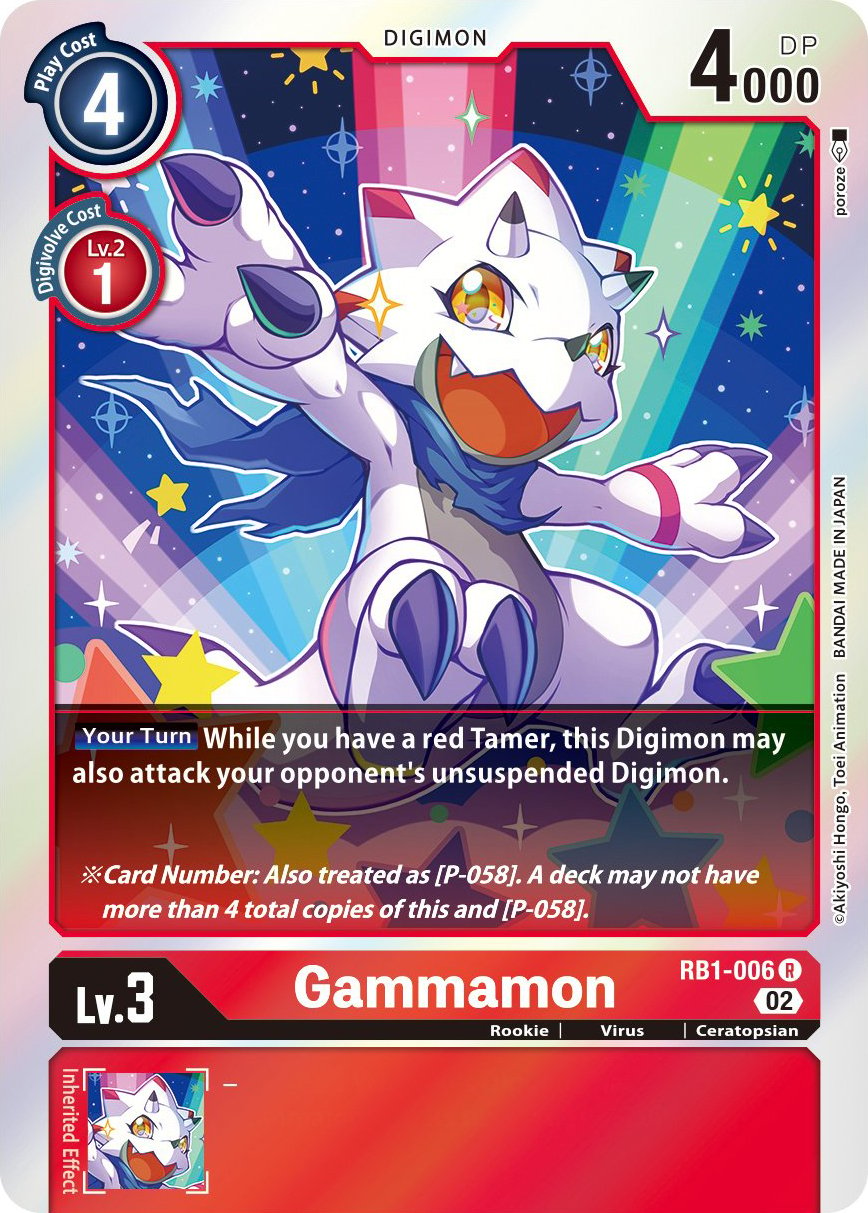 DIGIMON
Play Cost
4
DP
4000
poroze
Digivolve Cost
Lv.2
1
Your Turn While you have a red Tamer, this Digimon may
also attack your opponent's unsuspended Digimon.
※Card Number: Also treated as [P-058]. A deck may not have
more than 4 total copies of this and [P-058].
©Akiyoshi Hongo, Toei Animation BANDAI MADE IN JAPAN
Lv.3
Gammamon
RB1-006 R
02
Rookie | Virus | Ceratopsian
Inherited Effect
–